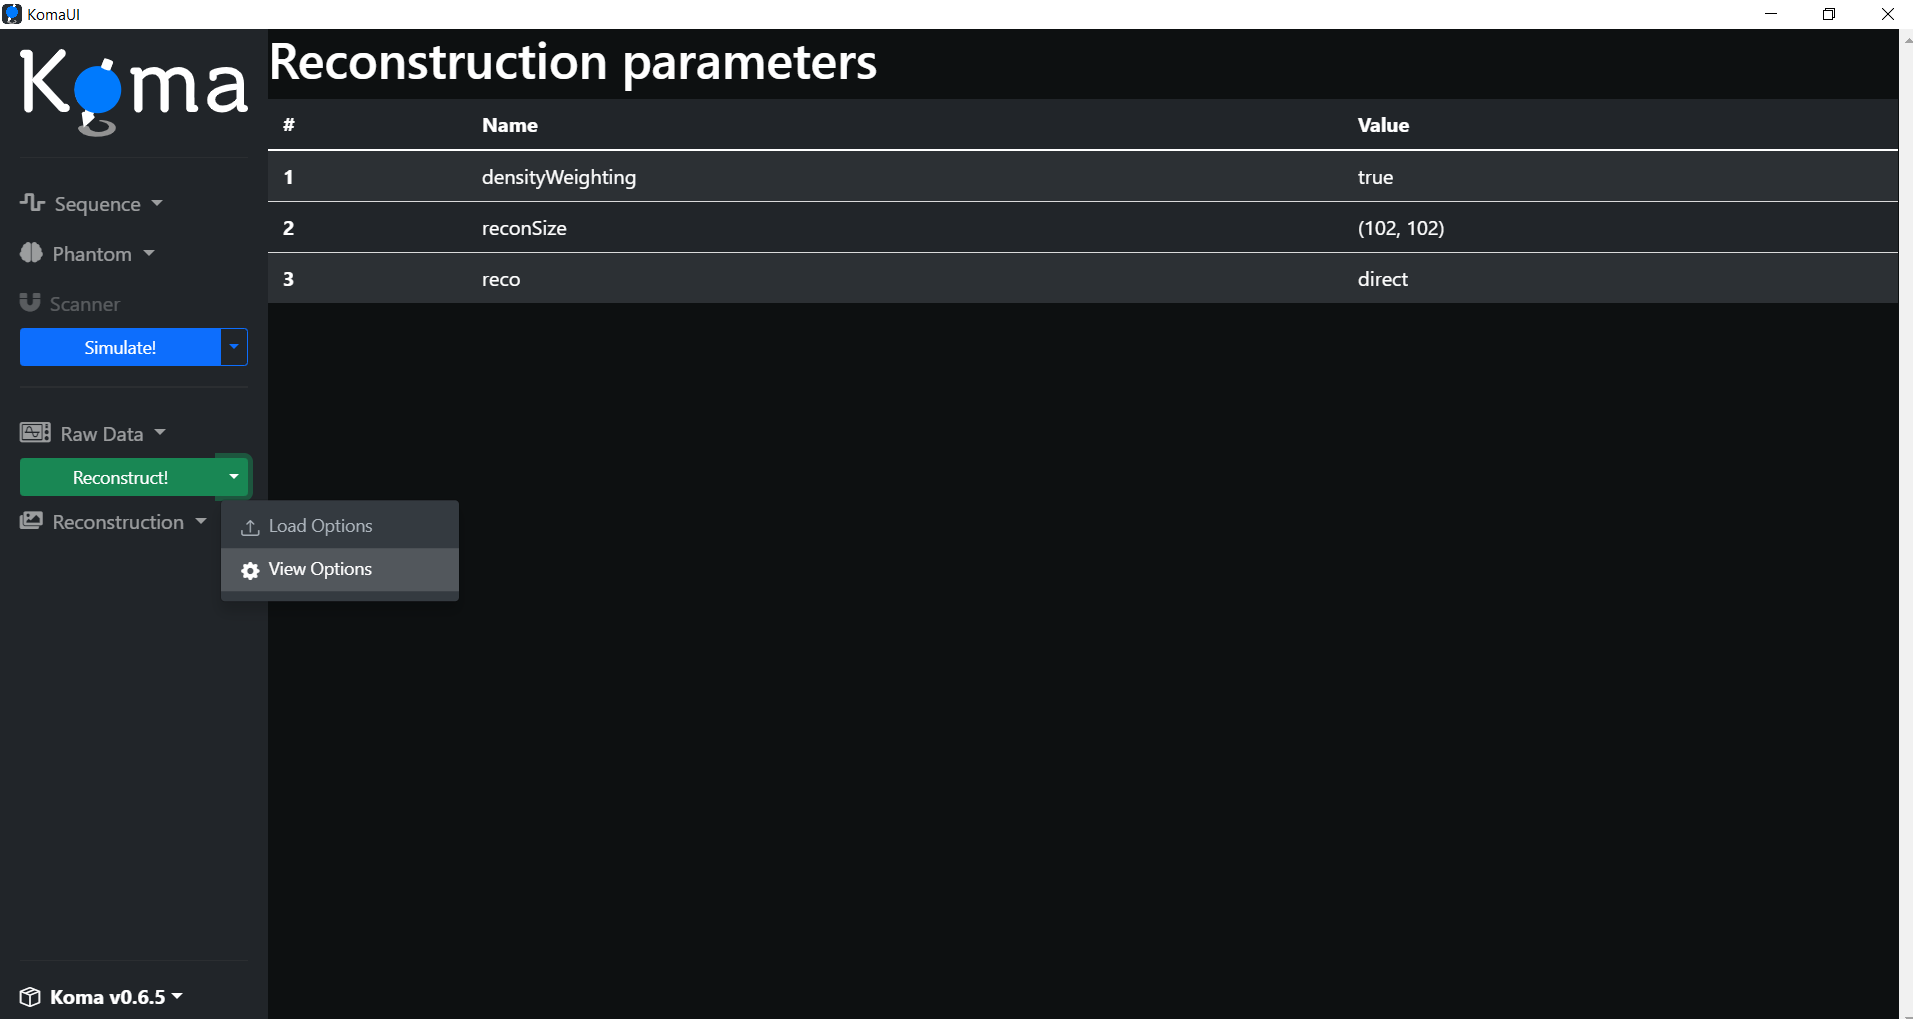 KomaUI
Koma
Sequence
Phantom
Scanner
Simulate!
Raw Data
Reconstruct!
Reconstruction
Load Options
View Options
Koma v0.6.5
Reconstruction parameters
# Name Value
1 densityWeighting true
2 reconSize (102, 102)
3 reco direct